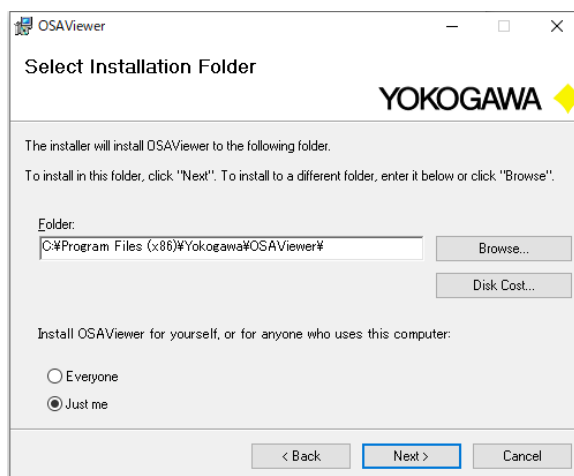 OSAViewer
Select Installation Folder
YOKOGAWA
The installer will install OSAViewer to the following folder.
To install in this folder, click "Next". To install to a different folder, enter it below or click "Browse".
Folder:
C:¥Program Files (x86)¥Yokogawa¥OSAViewer¥
Browse...
Disk Cost...
Install OSAViewer for yourself, or for anyone who uses this computer:
Everyone
Just me
< Back
Next >
Cancel